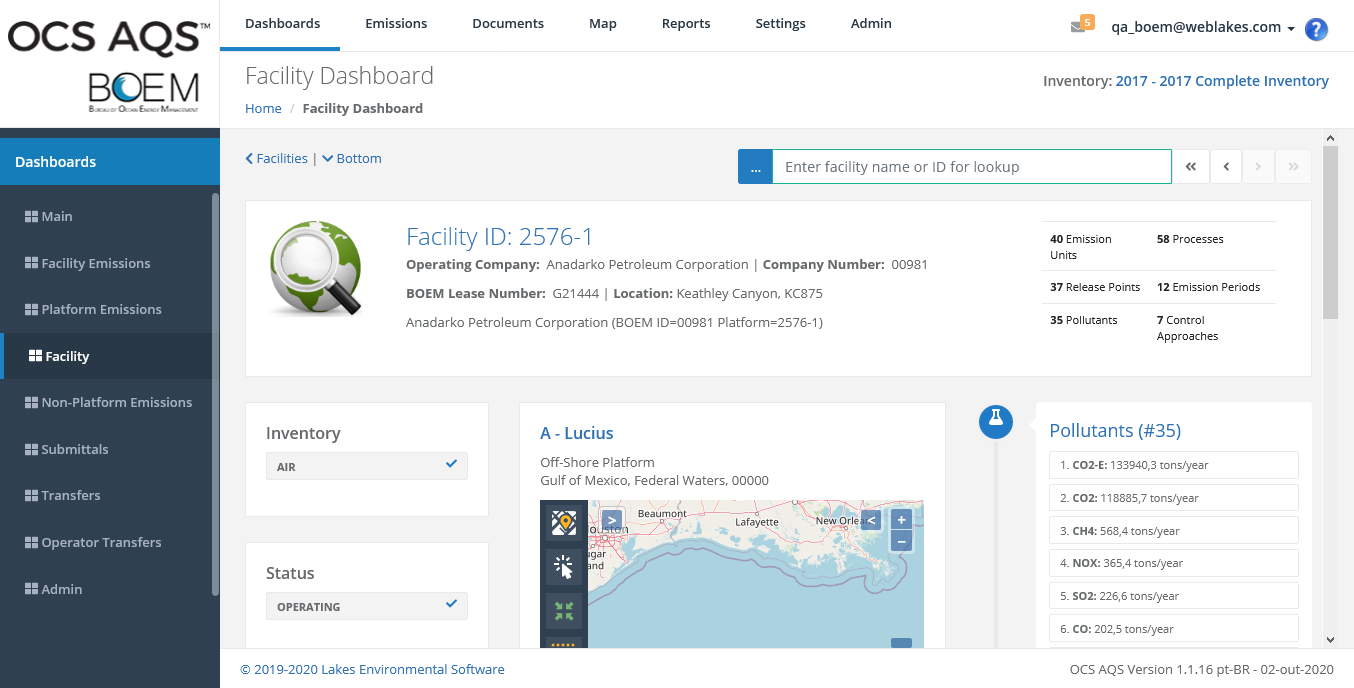 OCS AQS™
BOEM
BUREAU OF OCEAN ENERGY MANAGEMENT
Dashboards
Emissions
Documents
Map
Reports
Settings
Admin
5
qa_boem@weblakes.com
?
Facility Dashboard
Home / Facility Dashboard
Inventory: 2017 - 2017 Complete Inventory
Dashboards
Main
Facility Emissions
Platform Emissions
Facility
Non-Platform Emissions
Submittals
Transfers
Operator Transfers
Admin
Facilities | Bottom
... Enter facility name or ID for lookup
Facility ID: 2576-1
Operating Company: Anadarko Petroleum Corporation | Company Number: 00981
BOEM Lease Number: G21444 | Location: Keathley Canyon, KC875
Anadarko Petroleum Corporation (BOEM ID=00981 Platform=2576-1)
40 Emission
Units
58 Processes
37 Release Points
12 Emission Periods
35 Pollutants
7 Control
Approaches
Inventory
AIR
Status
OPERATING
A - Lucius
Off-Shore Platform
Gulf of Mexico, Federal Waters, 00000
Beaumont
Lafayette
New Orlea
ouston
ugar
and
>
<
+
−
Pollutants (#35)
1. CO2-E: 133940,3 tons/year
2. CO2: 118885,7 tons/year
3. CH4: 568,4 tons/year
4. NOX: 365,4 tons/year
5. SO2: 226,6 tons/year
6. CO: 202,5 tons/year
© 2019-2020 Lakes Environmental Software
OCS AQS Version 1.1.16 pt-BR - 02-out-2020